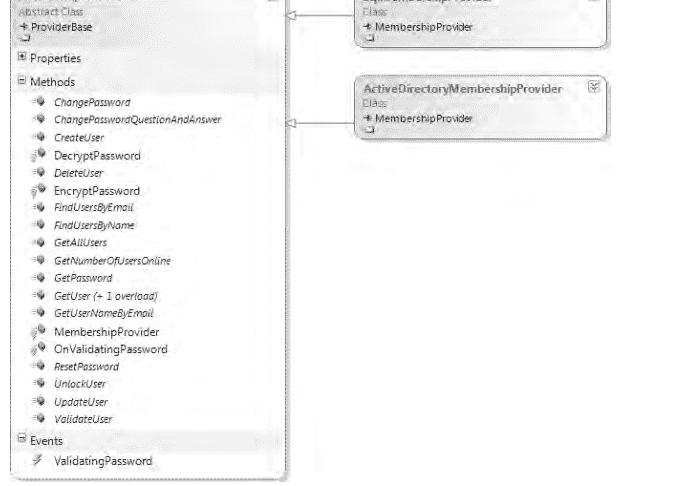 Abstract Class
ProviderBase
Properties
Methods
ChangePassword
ChangePasswordQuestionAndAnswer
CreateUser
DecryptPassword
DeleteUser
EncryptPassword
FindUsersByEmail
FindUsersByName
GetAllUsers
GetNumberOfUsersOnline
GetPassword
GetUser (+ 1 overload)
GetUserNameByEmail
MembershipProvider
OnValidatingPassword
ResetPassword
UnlockUser
UpdateUser
ValidateUser
Events
ValidatingPassword
Class
MembershipProvider
ActiveDirectoryMembershipProvider
Class
MembershipProvider